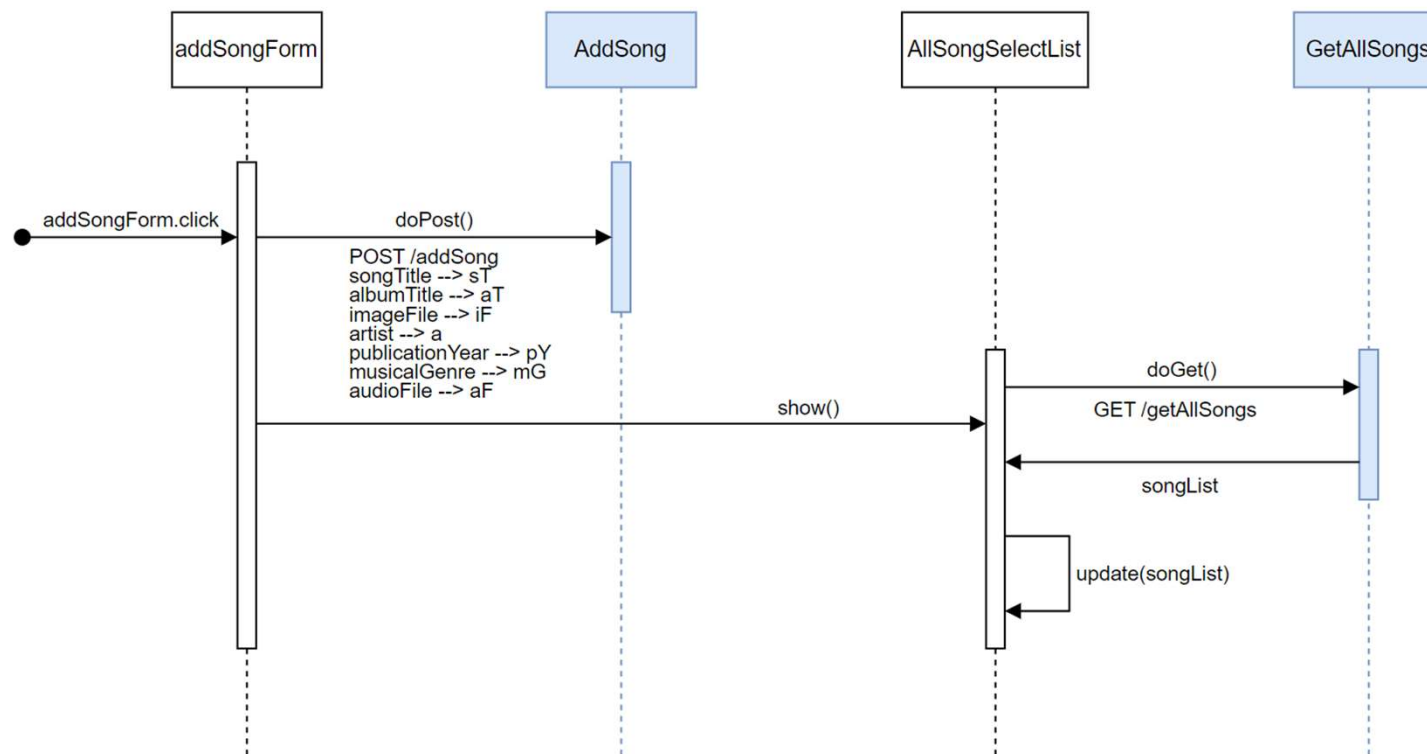 addSongForm
AddSong
AllSongSelectList
GetAllSongs
addSongForm.click
doPost()
POST /addSong
songTitle --> sT
albumTitle --> aT
imageFile --> iF
artist --> a
publicationYear --> pY
musicalGenre --> mG
audioFile --> aF
doGet()
GET /getAllSongs
show()
songList
update(songList)